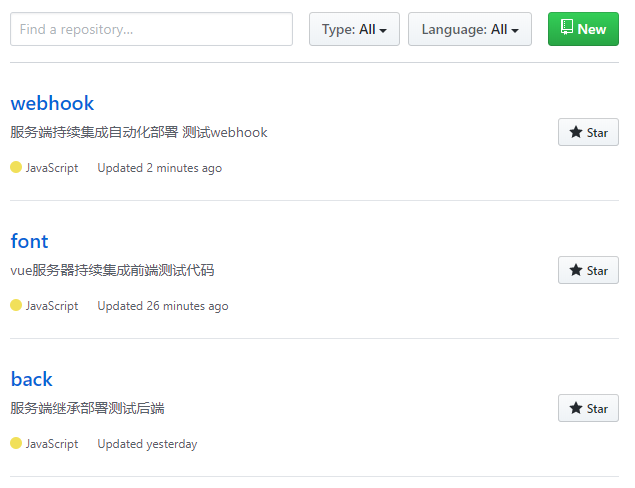 Find a repository...
Type: All
Language: All
New
webhook
服务端持续集成自动化部署 测试webhook
Star
JavaScript Updated 2 minutes ago
font
vue服务器持续集成前端测试代码
Star
JavaScript Updated 26 minutes ago
back
服务端继承部署测试后端
Star
JavaScript Updated yesterday